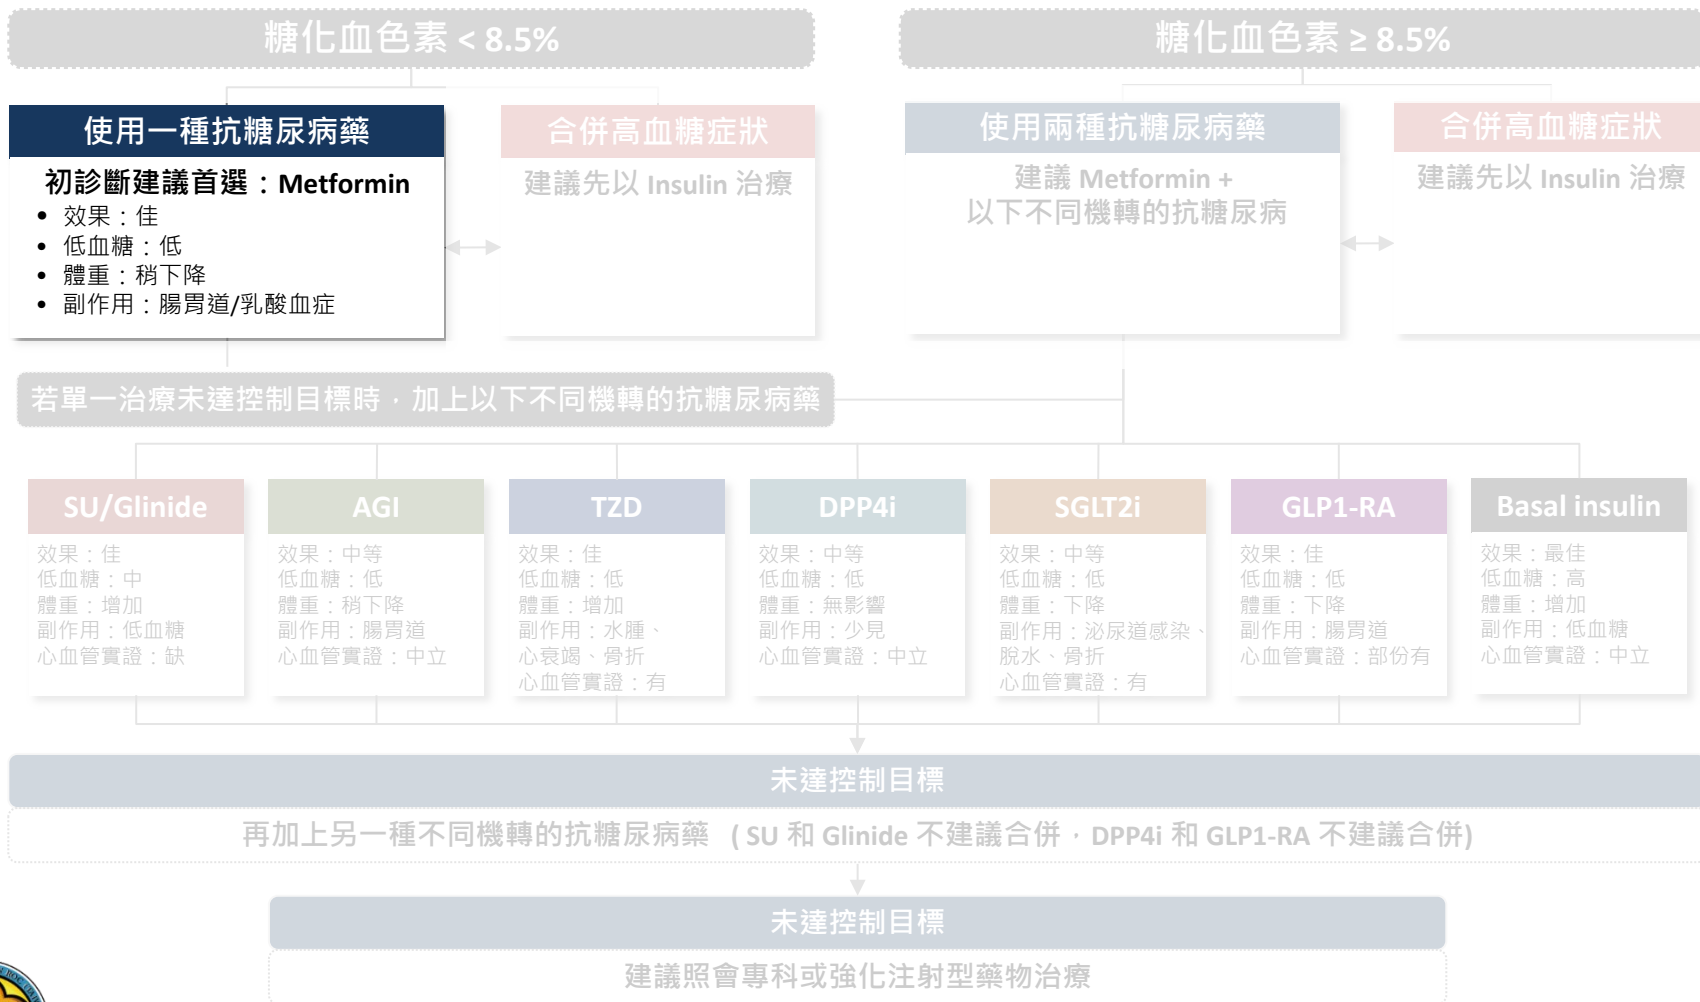 糖化血色素 < 8.5%
糖化血色素 ≥ 8.5%
使用一種抗糖尿病藥
初診斷建議首選：Metformin
• 效果：佳
• 低血糖：低
• 體重：稍下降
• 副作用：腸胃道/乳酸血症
合併高血糖症狀
建議先以 Insulin 治療
使用兩種抗糖尿病藥
建議 Metformin +
以下不同機轉的抗糖尿病
合併高血糖症狀
建議先以 Insulin 治療
若單一治療未達控制目標時，加上以下不同機轉的抗糖尿病藥
SU/Glinide
效果：佳
低血糖：中
體重：增加
副作用：低血糖
心血管實證：缺
AGI
效果：中等
低血糖：低
體重：稍下降
副作用：腸胃道
心血管實證：中立
TZD
效果：佳
低血糖：低
體重：增加
副作用：水腫、
心衰竭、骨折
心血管實證：有
DPP4i
效果：中等
低血糖：低
體重：無影響
副作用：少見
心血管實證：中立
SGLT2i
效果：中等
低血糖：低
體重：下降
副作用：泌尿道感染、
脫水、骨折
心血管實證：有
GLP1-RA
效果：佳
低血糖：低
體重：下降
副作用：腸胃道
心血管實證：部份有
Basal insulin
效果：最佳
低血糖：高
體重：增加
副作用：低血糖
心血管實證：中立
未達控制目標
再加上另一種不同機轉的抗糖尿病藥 ( SU 和 Glinide 不建議合併，DPP4i 和 GLP1-RA 不建議合併)
未達控制目標
建議照會專科或強化注射型藥物治療